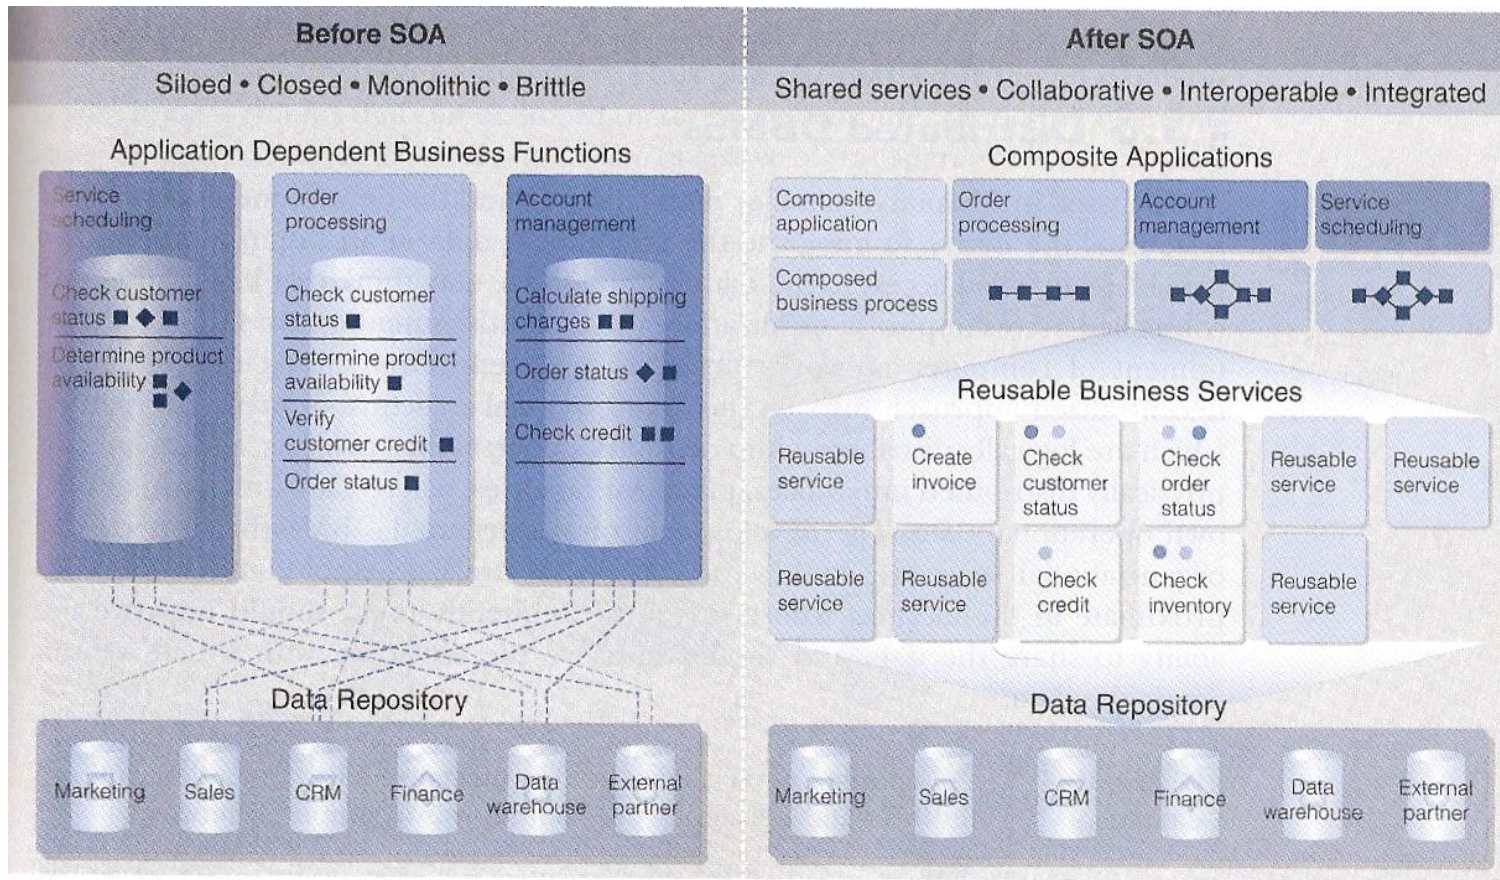 Before SOA
Siloed • Closed • Monolithic • Brittle
Application Dependent Business Functions
Service
scheduling
Check customer
status
Determine product
availability
Order
processing
Check customer
status
Determine product
availability
Verify
customer credit
Order status
Account
management
Calculate shipping
charges
Order status
Check credit
Data Repository
Marketing
Sales
CRM
Finance
Data
warehouse
External
partner
After SOA
Shared services • Collaborative • Interoperable • Integrated
Composite Applications
Composite
application
Order
processing
Account
management
Service
scheduling
Composed
business process
Reusable Business Services
Reusable
service
Create
invoice
Check
customer
status
Check
order
status
Reusable
service
Reusable
service
Reusable
service
Reusable
service
Check
credit
Check
inventory
Reusable
service
Data Repository
Marketing
Sales
CRM
Finance
Data
warehouse
External
partner